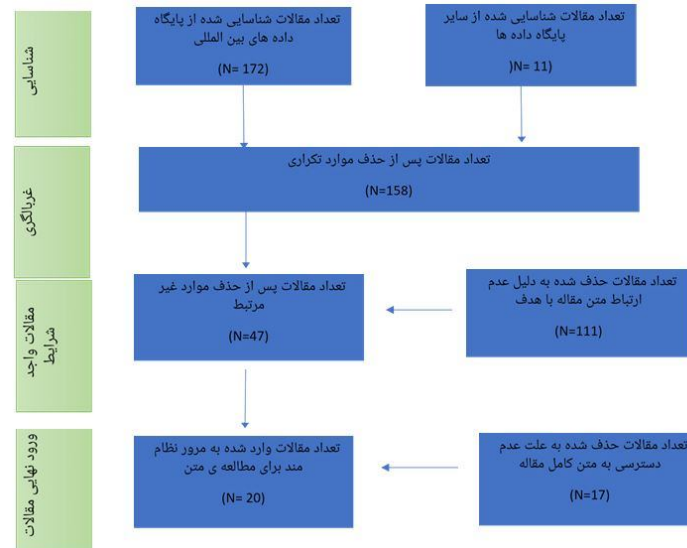 شناسایی
تعداد مقالات شناسایی شده از سایر
پایگاه داده ها
(N= 11(
تعداد مقالات شناسایی شده از پایگاه
داده های بین المللی
(N= 172)
غربالگری
تعداد مقالات پس از حذف موارد تکراری
(N=158)
مقالات واجد
شرایط
تعداد مقالات حذف شده به دلیل عدم
ارتباط متن مقاله با هدف
(N=111)
تعداد مقالات پس از حذف موارد غیر
مرتبط
(N=47)
ورود نهایی مقالات
تعداد مقالات حذف شده به علت عدم
دسترسی به متن کامل مقاله
(N=17)
تعداد مقالات وارد شده به مرور نظام
مند برای مطالعه ی متن
(N= 20)